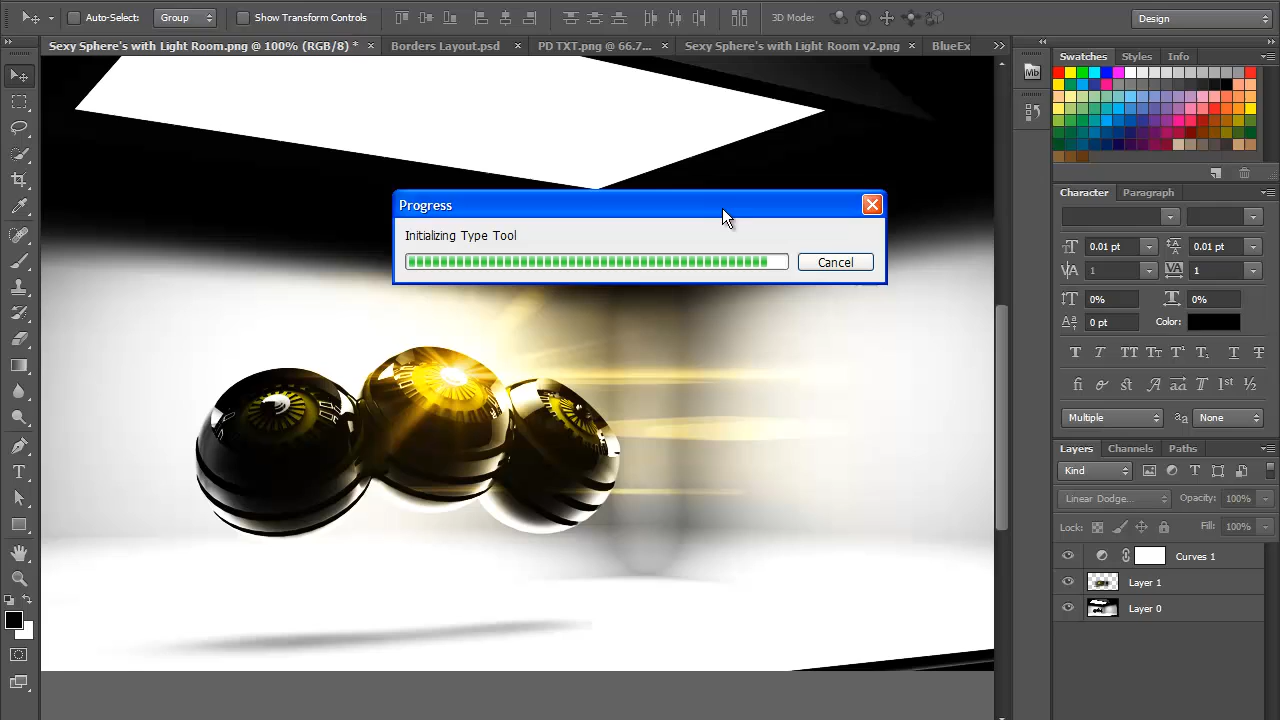 Auto-Select: Group Show Transform Controls 3D Mode: Design
Sexy Sphere's with Light Room.png @ 100% (RGB/8) * × Borders Layout.psd × PD TXT.png @ 66.7... × Sexy Sphere's with Light Room v2.png × BlueEx
Swatches Styles Info
Mb
Progress
Initializing Type Tool
Cancel
Character Paragraph
0.01 pt 0.01 pt
1 1
0% 0%
0 pt Color:
Multiple aa None
Layers Channels Paths
Kind
Linear Dodge... Opacity: 100%
Lock: Fill: 100%
Curves 1
Layer 1
Layer 0